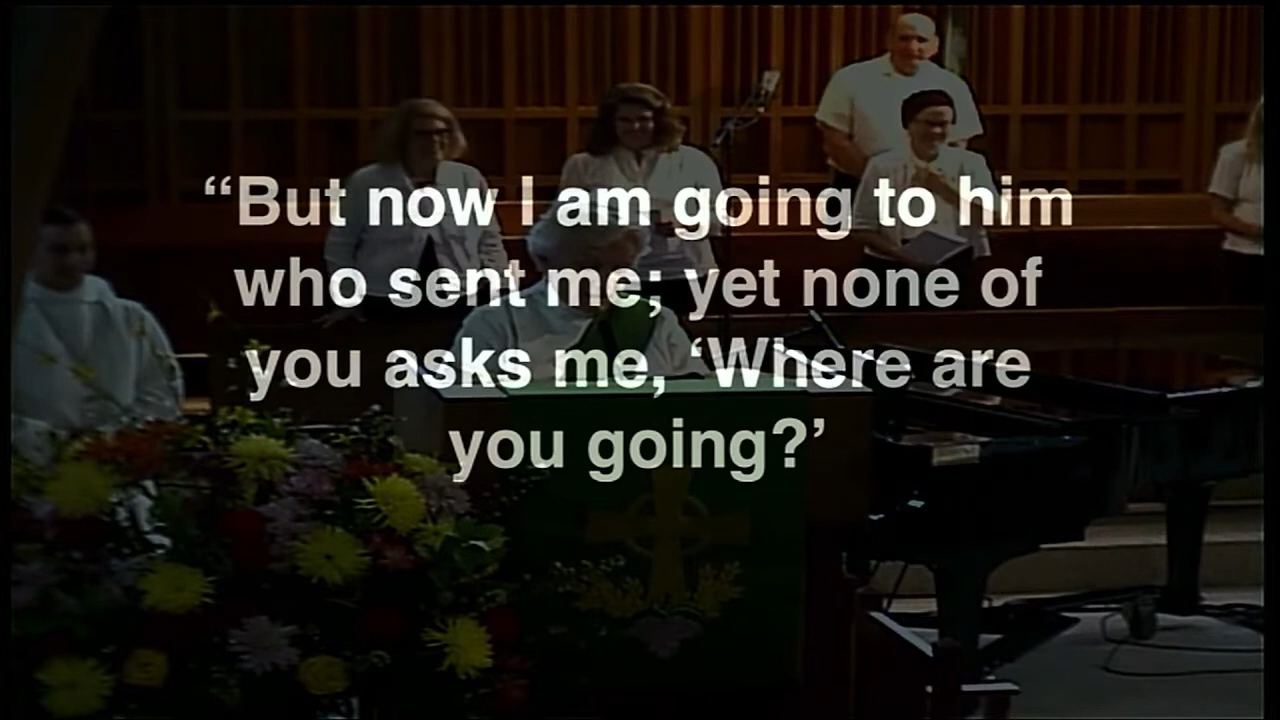 “But now I am going to him
who sent me; yet none of
you asks me, ‘Where are
you going?’